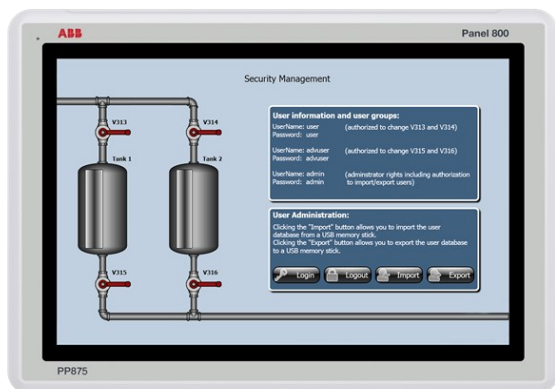 ABB
Panel 800
Security Management
V313
V314
Tank 1
Tank 2
V315
V316
User information and user groups:
UserName: user (authorized to change V313 and V314)
Password: user
UserName: advuser (authorized to change V315 and V316)
Password: advuser
UserName: admin (adminstrator rights including authorization
Password: admin to import/export users)
User Administration:
Clicking the "Import" button allows you to import the user
database from a USB memory stick.
Clicking the "Export" button allows you to export the user database
to a USB memory stick.
Login
Logout
Import
Export
PP875